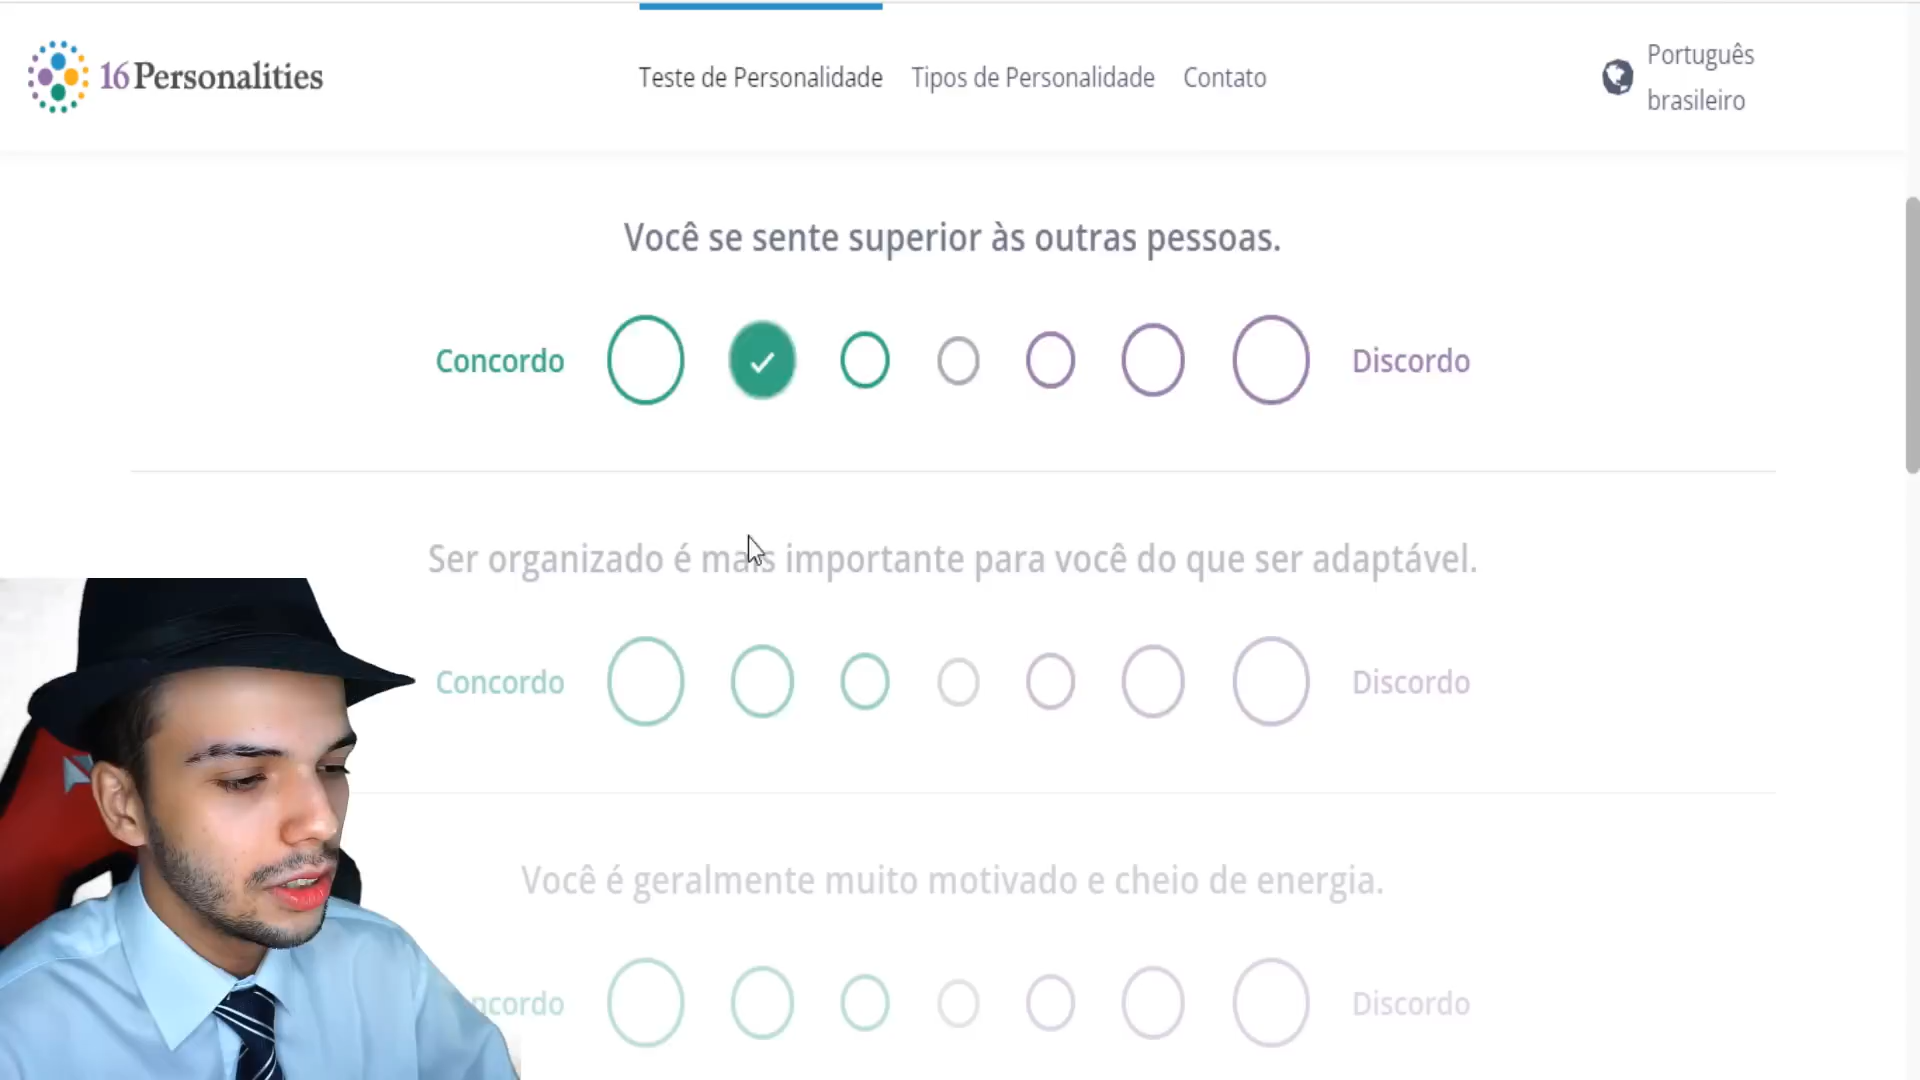 16Personalities
Teste de Personalidade
Tipos de Personalidade
Contato
Português
brasileiro
Você se sente superior às outras pessoas.
Concordo
Discordo
Ser organizado é mais importante para você do que ser adaptável.
Concordo
Discordo
Você é geralmente muito motivado e cheio de energia.
ncordo
Discordo